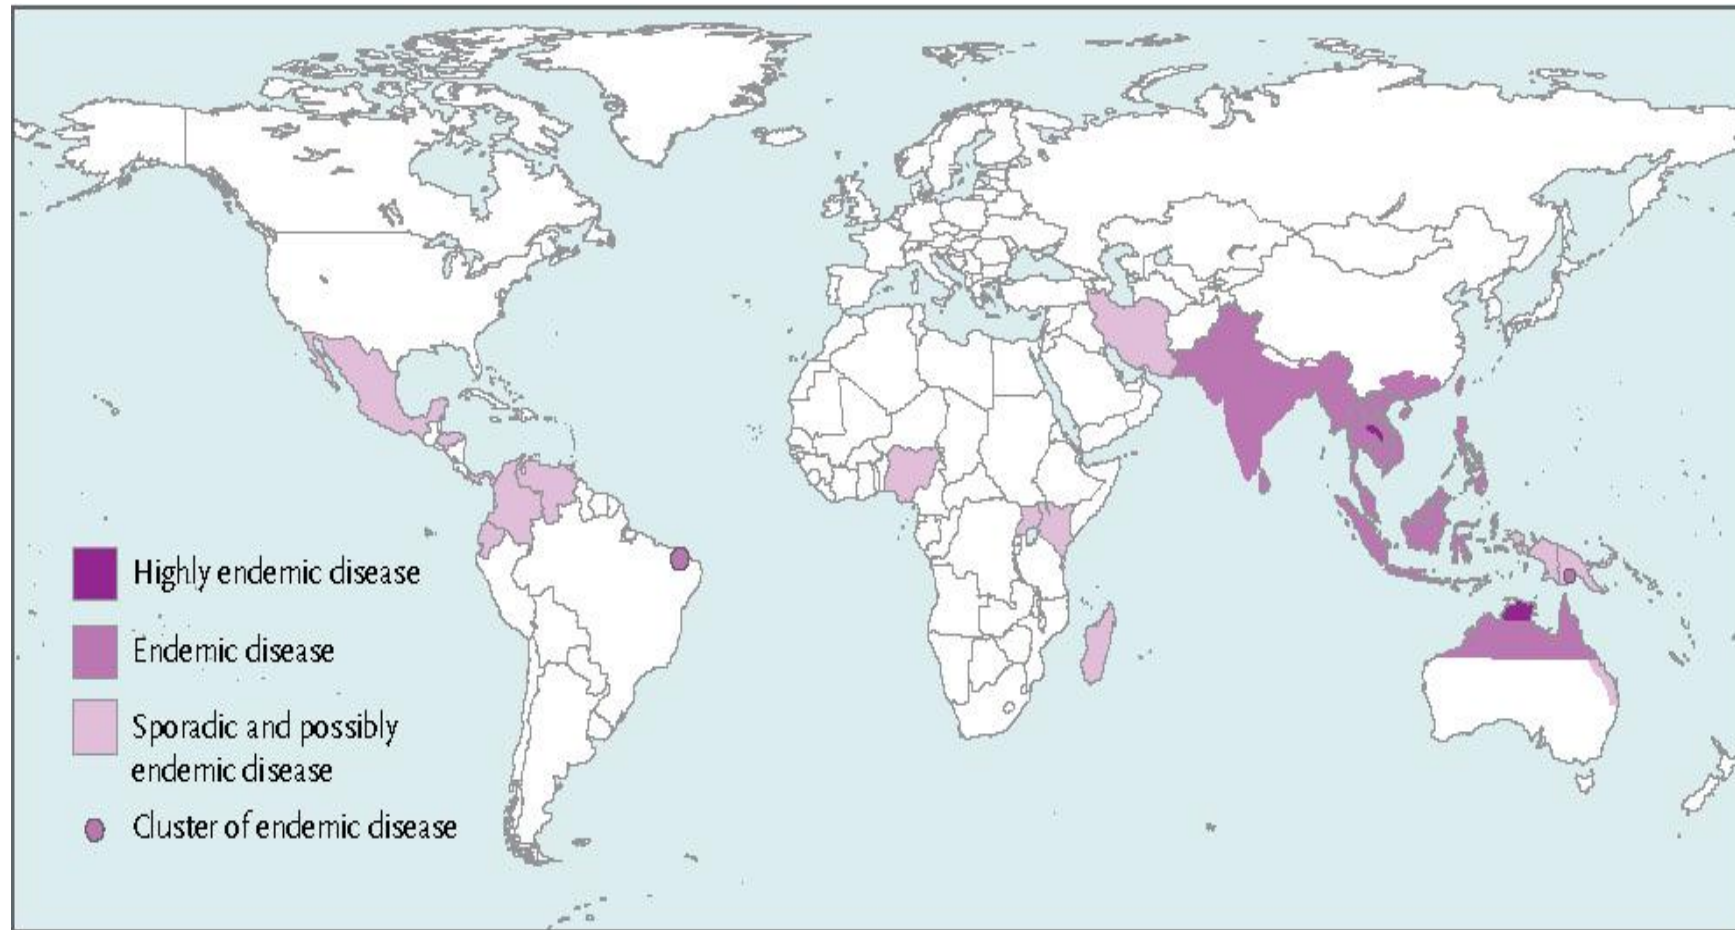 Highly endemic disease
Endemic disease
Sporadic and possibly
endemic disease
Cluster of endemic disease